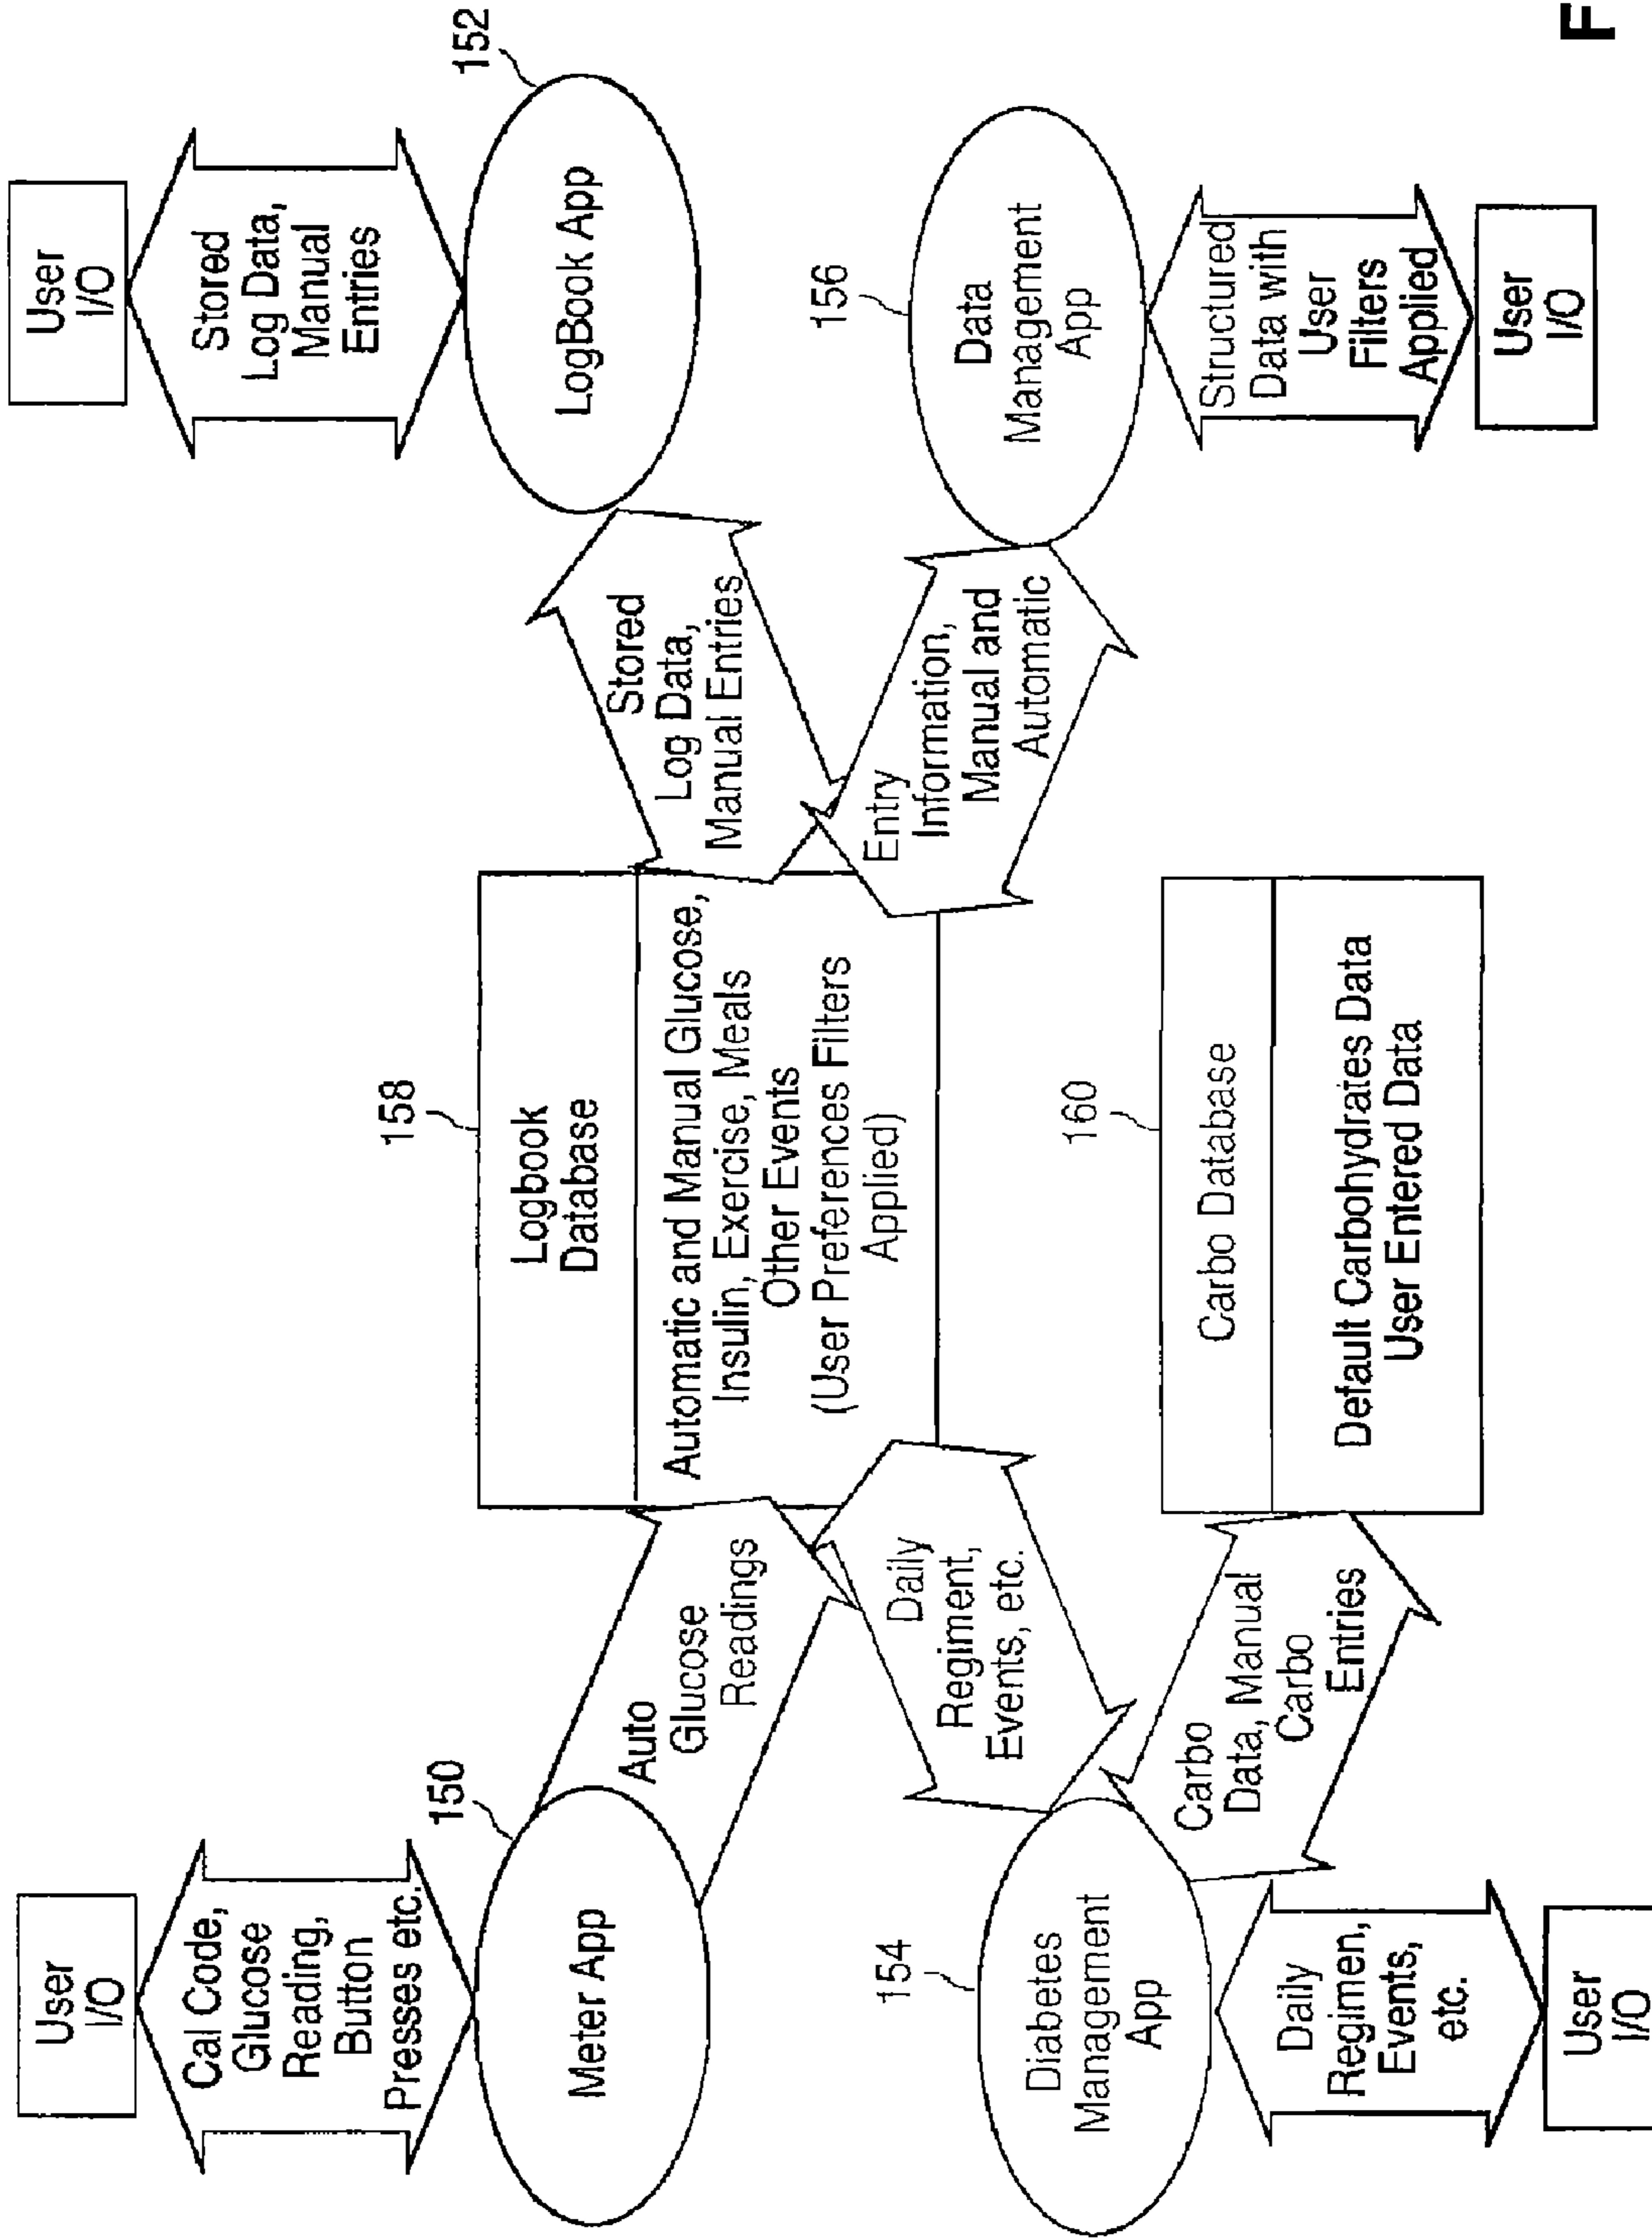 User
I/O
Cal Code,
Glucose
Reading,
Button
Presses etc.
150
Meter App
Auto
Glucose
Readings
158
Logbook
Database
Automatic and Manual Glucose,
Insulin, Exercise, Meals
Other Events
(User Preferences Filters
Applied)
Stored
Log Data,
Manual Entries
User
I/O
Stored
Log Data,
Manual
Entries
152
LogBook App
154
Diabetes
Management
App
Daily
Regiment,
Events, etc.
Daily
Regimen,
Events,
etc.
User
I/O
Carbo
Data, Manual
Carbo
Entries
160
Carbo Database
Default Carbohydrates Data
User Entered Data
Entry
Information,
Manual and
Automatic
156
Data
Management
App
Structured
Data with
User
Filters
Applied
User
I/O
F